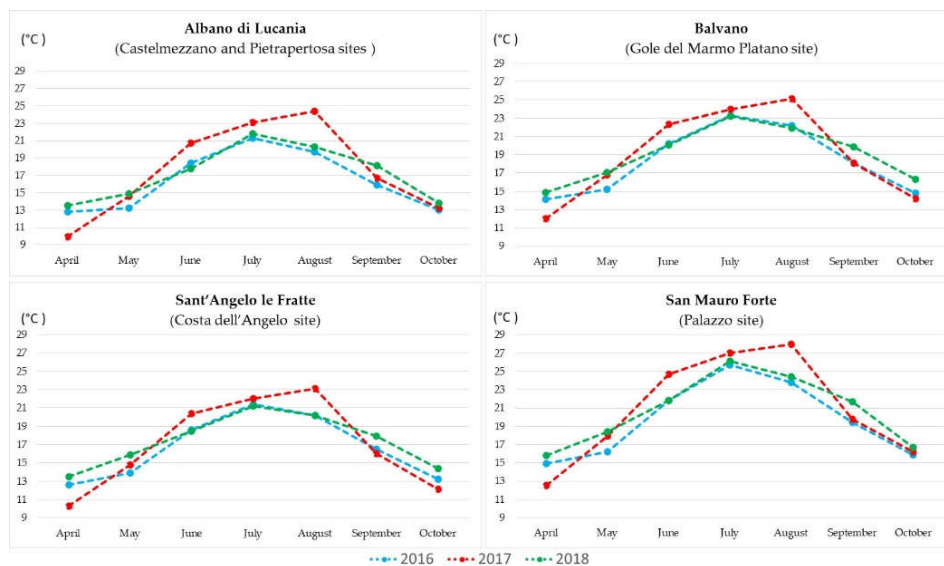 Albano di Lucania
(°C )
(Castelmezzano and Pietrapertosa sites )
29
27
25
23
21
19
17
15
13
11
9
April May June July August September October
Balvano
(°C )
(Gole del Marmo Platano site)
29
27
25
23
21
19
17
15
13
11
9
April May June July August September October
Sant'Angelo le Fratte
(°C )
(Costa dell'Angelo site)
29
27
25
23
21
19
17
15
13
11
9
April May June July August September October
San Mauro Forte
(°C )
(Palazzo site)
29
27
25
23
21
19
17
15
13
11
9
April May June July August September October
2016 2017 2018